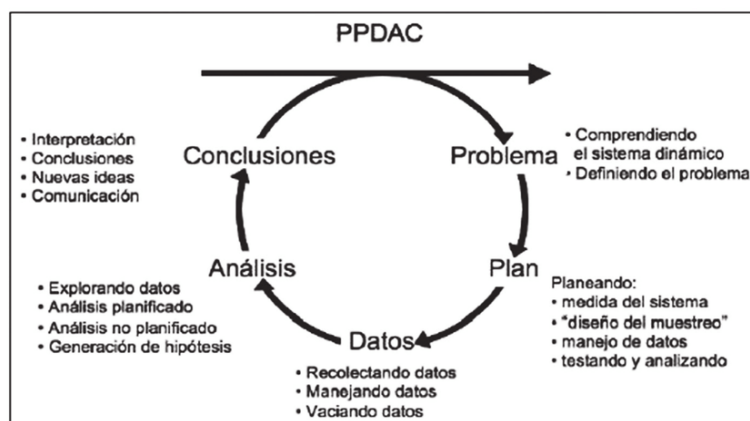 PPDAC
Problema
• Comprendiendo
el sistema dinámico
• Definiendo el problema
Plan
Planeando:
• medida del sistema
• "diseño del muestreo"
• manejo de datos
• testando y analizando
Datos
• Recolectando datos
• Manejando datos
• Vaciando datos
Análisis
• Explorando datos
• Análisis planificado
• Análisis no planificado
• Generación de hipótesis
Conclusiones
• Interpretación
• Conclusiones
• Nuevas ideas
• Comunicación